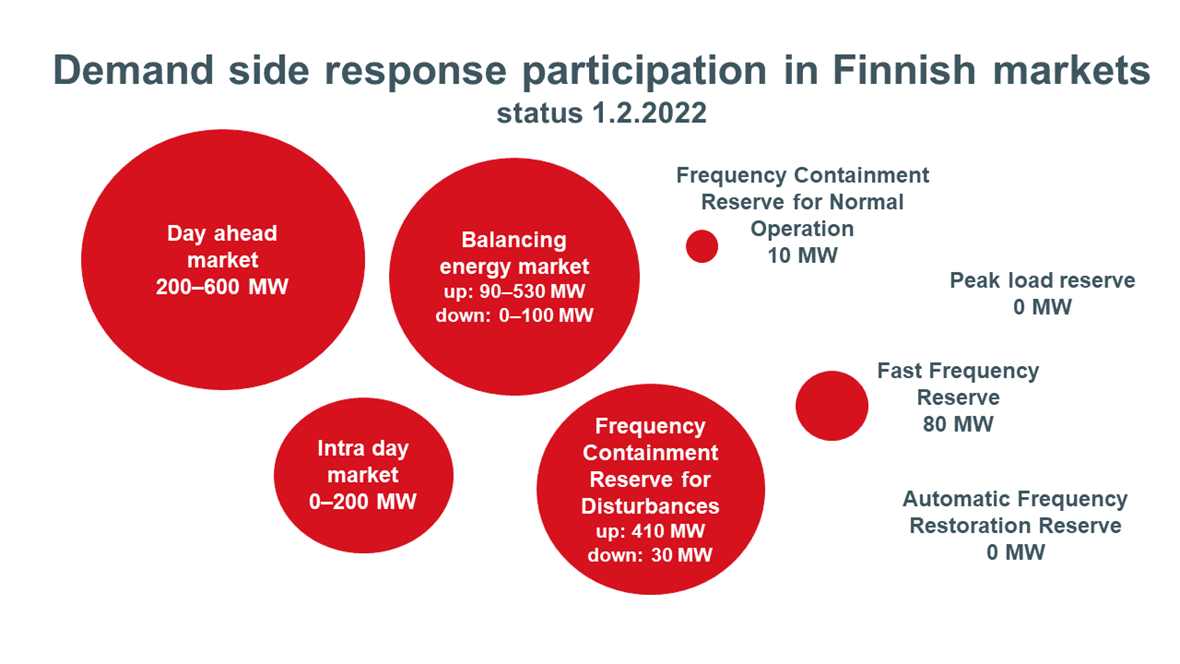 Demand side response participation in Finnish markets
status 1.2.2022
Day ahead
market
200–600 MW
Balancing
energy market
up: 90–530 MW
down: 0–100 MW
Frequency Containment
Reserve for Normal
Operation
10 MW
Peak load reserve
0 MW
Intra day
market
0–200 MW
Frequency
Containment
Reserve for
Disturbances
up: 410 MW
down: 30 MW
Fast Frequency
Reserve
80 MW
Automatic Frequency
Restoration Reserve
0 MW